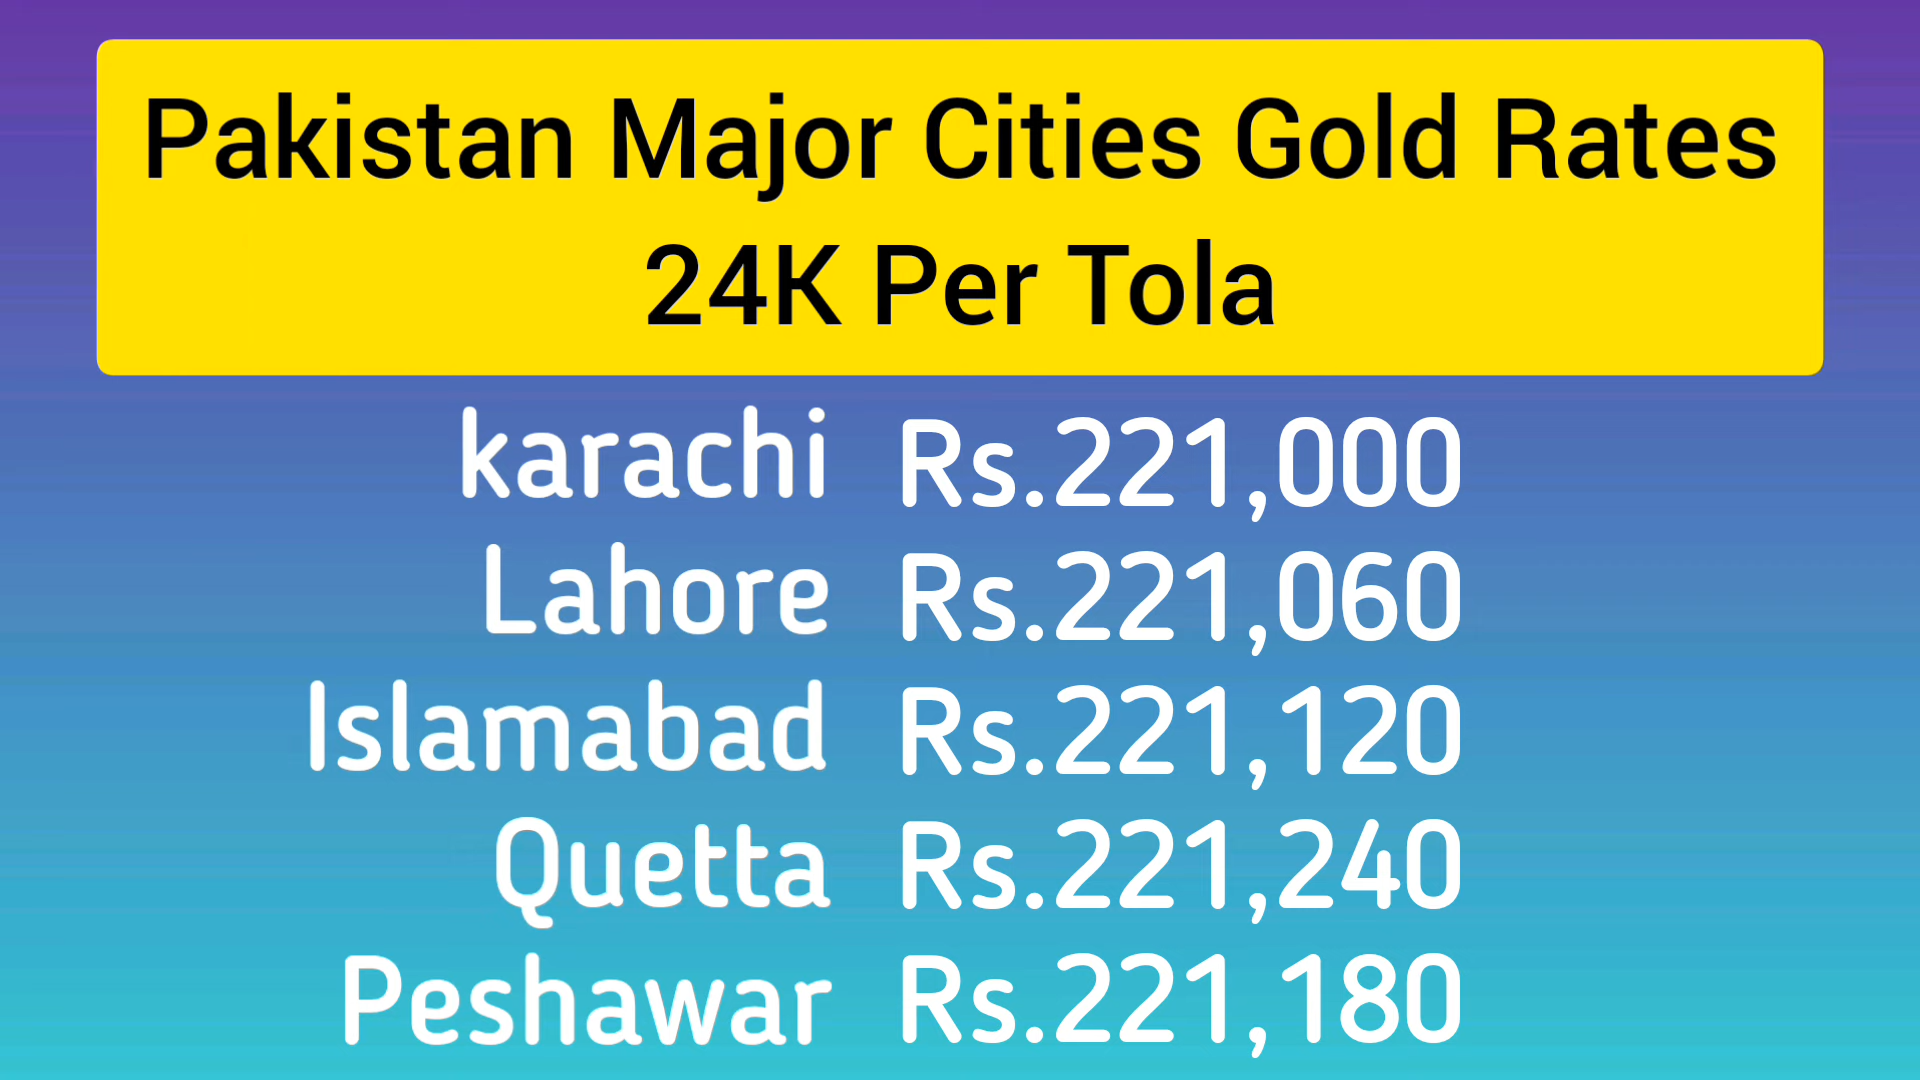 Pakistan Major Cities Gold Rates
24K Per Tola
karachi Rs.221,000
Lahore Rs.221,060
Islamabad Rs.221,120
Quetta Rs.221,240
Peshawar Rs.221,180